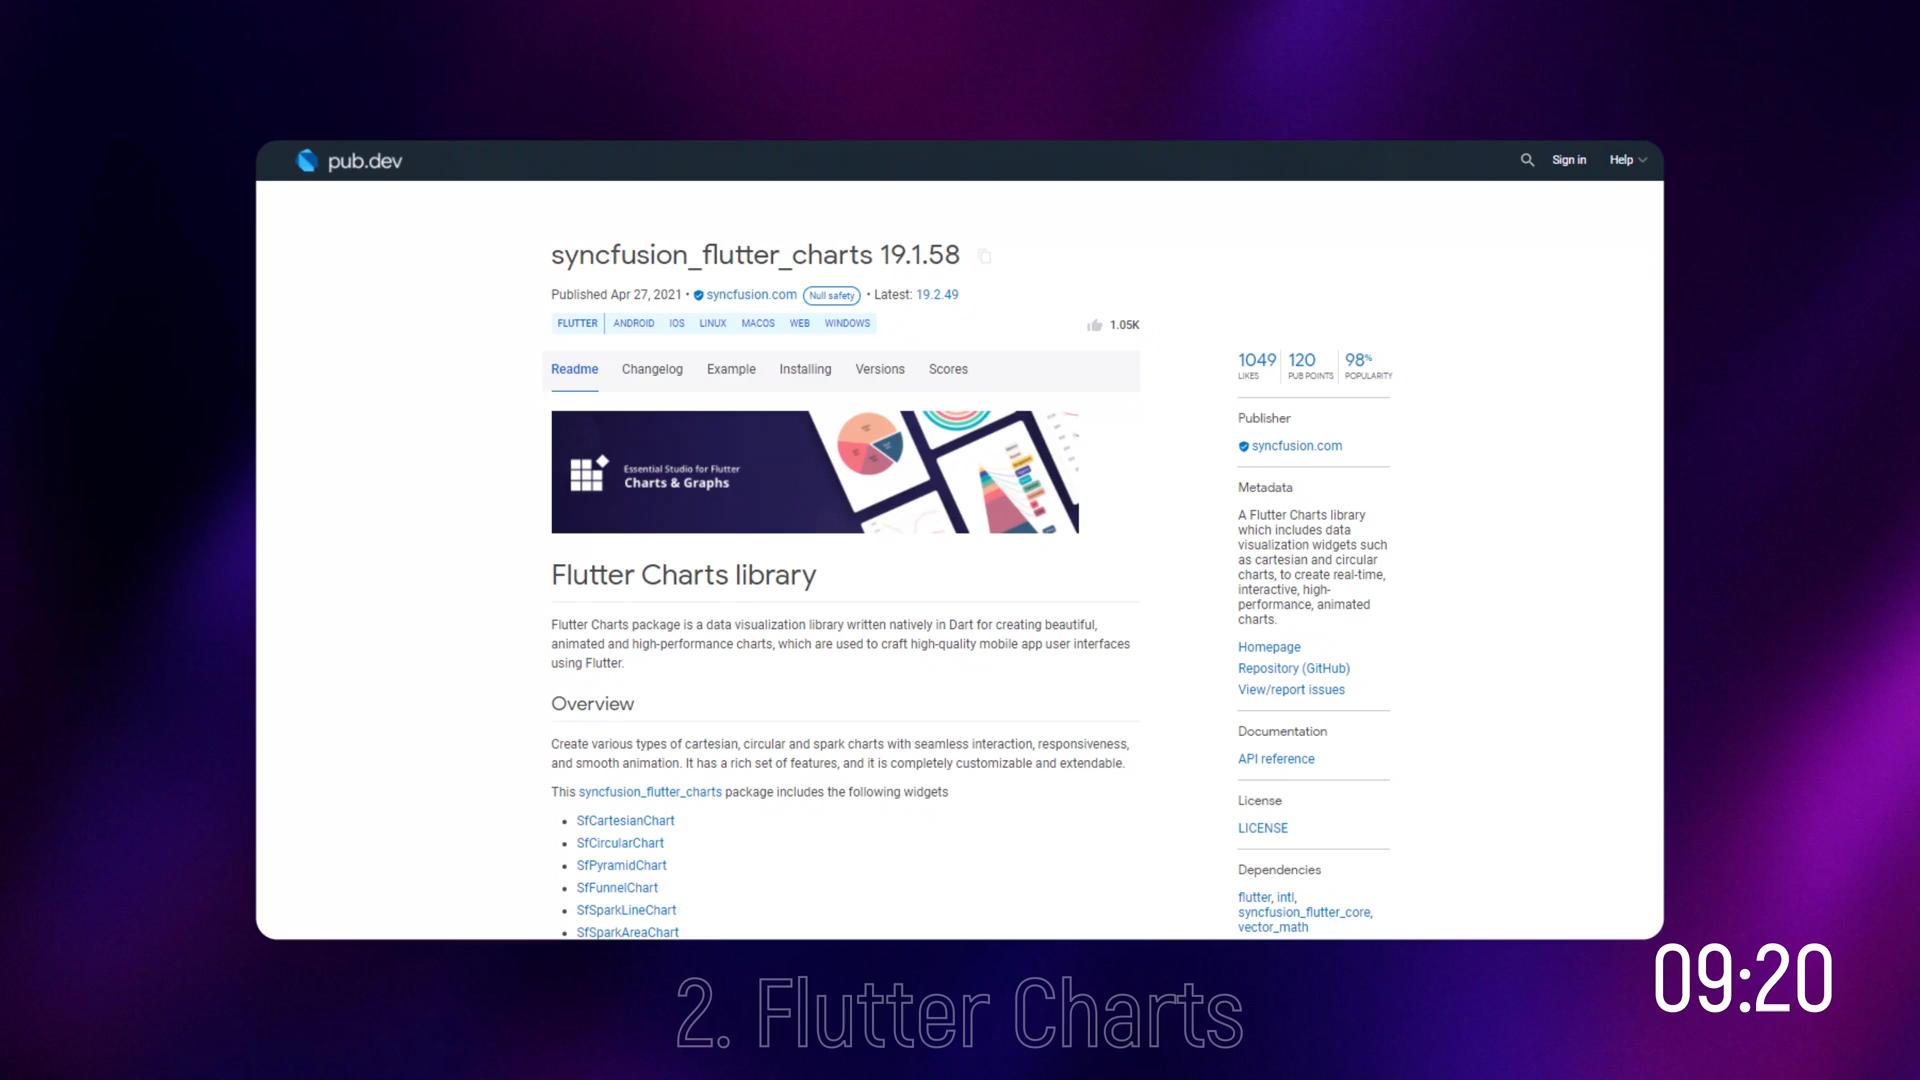 pub.dev
Sign in
Help
syncfusion_flutter_charts 19.1.58
Published Apr 27, 2021 • syncfusion.com Null safety • Latest: 19.2.49
FLUTTER ANDROID IOS LINUX MACOS WEB WINDOWS
1.05K
Readme Changelog Example Installing Versions Scores
Essential Studio for Flutter
Charts & Graphs
Flutter Charts library
Flutter Charts package is a data visualization library written natively in Dart for creating beautiful,
animated and high-performance charts, which are used to craft high-quality mobile app user interfaces
using Flutter.
Overview
Create various types of cartesian, circular and spark charts with seamless interaction, responsiveness,
and smooth animation. It has a rich set of features, and it is completely customizable and extendable.
This syncfusion_flutter_charts package includes the following widgets
• SfCartesianChart
• SfCircularChart
• SfPyramidChart
• SfFunnelChart
• SfSparkLineChart
• SfSparkAreaChart
1049 120 98%
LIKES PUB POINTS POPULARITY
Publisher
syncfusion.com
Metadata
A Flutter Charts library
which includes data
visualization widgets such
as cartesian and circular
charts, to create real-time,
interactive, high-
performance, animated
charts.
Homepage
Repository (GitHub)
View/report issues
Documentation
API reference
License
LICENSE
Dependencies
flutter, intl,
syncfusion_flutter_core,
vector_math
09:20
2. Flutter Charts